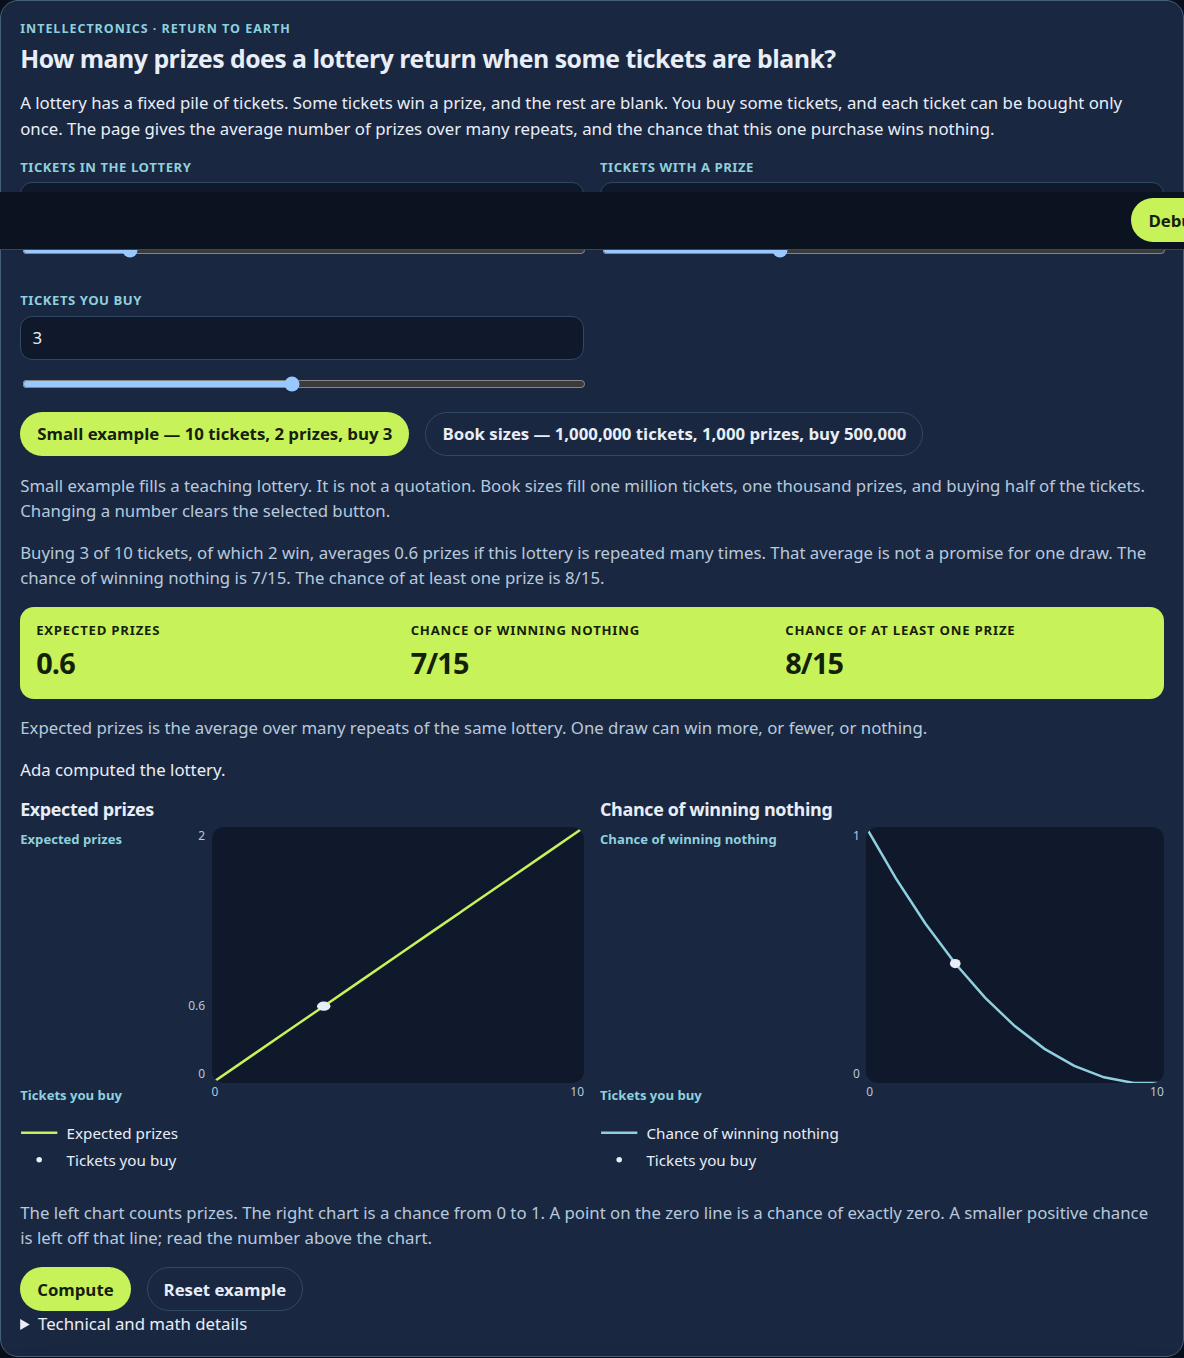 INTELLECTRONICS · RETURN TO EARTH
How many prizes does a lottery return when some tickets are blank?
A lottery has a fixed pile of tickets. Some tickets win a prize, and the rest are blank. You buy some tickets, and each ticket can be bought only
once. The page gives the average number of prizes over many repeats, and the chance that this one purchase wins nothing.
TICKETS IN THE LOTTERY
TICKETS WITH A PRIZE
TICKETS YOU BUY
3
Small example — 10 tickets, 2 prizes, buy 3
Book sizes — 1,000,000 tickets, 1,000 prizes, buy 500,000
Small example fills a teaching lottery. It is not a quotation. Book sizes fill one million tickets, one thousand prizes, and buying half of the tickets.
Changing a number clears the selected button.
Buying 3 of 10 tickets, of which 2 win, averages 0.6 prizes if this lottery is repeated many times. That average is not a promise for one draw. The
chance of winning nothing is 7/15. The chance of at least one prize is 8/15.
EXPECTED PRIZES
0.6
CHANCE OF WINNING NOTHING
7/15
CHANCE OF AT LEAST ONE PRIZE
8/15
Expected prizes is the average over many repeats of the same lottery. One draw can win more, or fewer, or nothing.
Ada computed the lottery.
Expected prizes
Expected prizes
2
0.6
0
Tickets you buy
0
10
Expected prizes
Tickets you buy
Chance of winning nothing
Chance of winning nothing
1
0
Tickets you buy
0
10
Chance of winning nothing
Tickets you buy
The left chart counts prizes. The right chart is a chance from 0 to 1. A point on the zero line is a chance of exactly zero. A smaller positive chance
is left off that line; read the number above the chart.
Compute
Reset example
Technical and math details